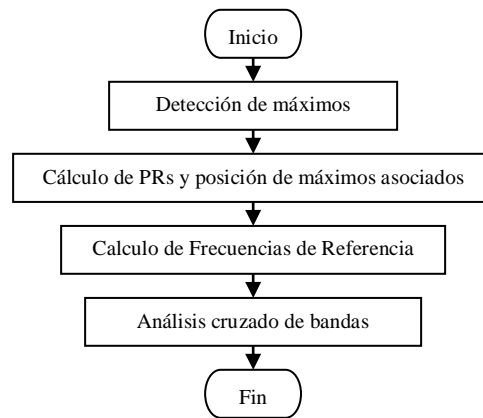 Inicio
Detección de máximos
Cálculo de PRs y posición de máximos asociados
Calculo de Frecuencias de Referencia
Análisis cruzado de bandas
Fin